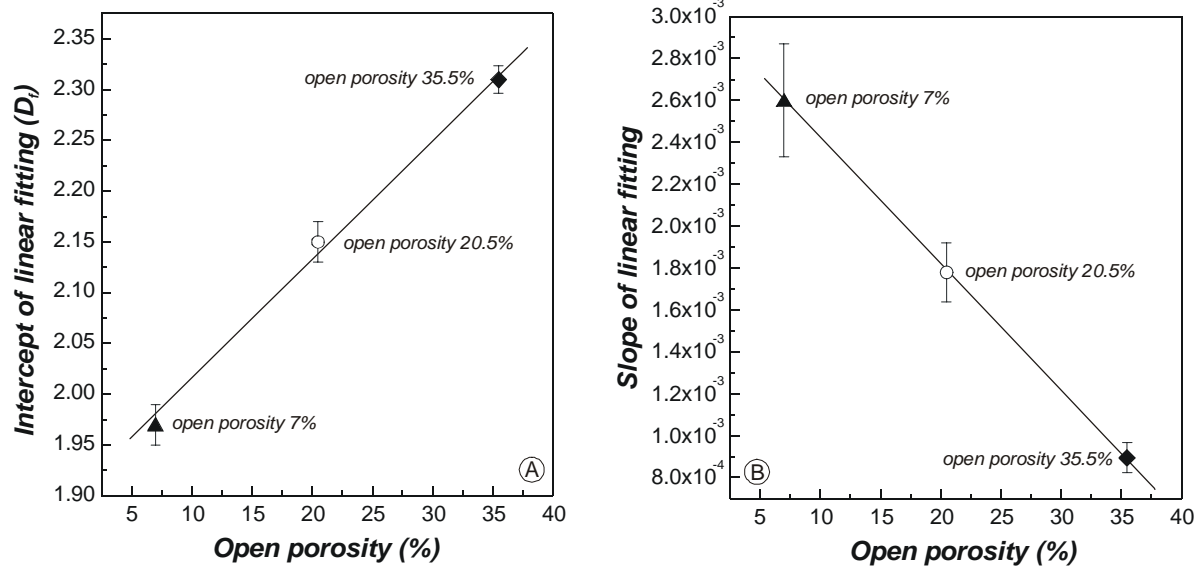 2.35
2.30
2.25
2.20
2.15
2.10
2.05
2.00
1.95
1.90
Intercept of linear fitting (Df)
open porosity 35.5%
open porosity 20.5%
open porosity 7%
A
5 10 15 20 25 30 35 40
Open porosity (%)
3.0x10⁻³
2.8x10⁻³
2.6x10⁻³
2.4x10⁻³
2.2x10⁻³
2.0x10⁻³
1.8x10⁻³
1.6x10⁻³
1.4x10⁻³
1.2x10⁻³
1.0x10⁻³
8.0x10⁻⁴
Slope of linear fitting
open porosity 7%
open porosity 20.5%
open porosity 35.5%
B
5 10 15 20 25 30 35 40
Open porosity (%)